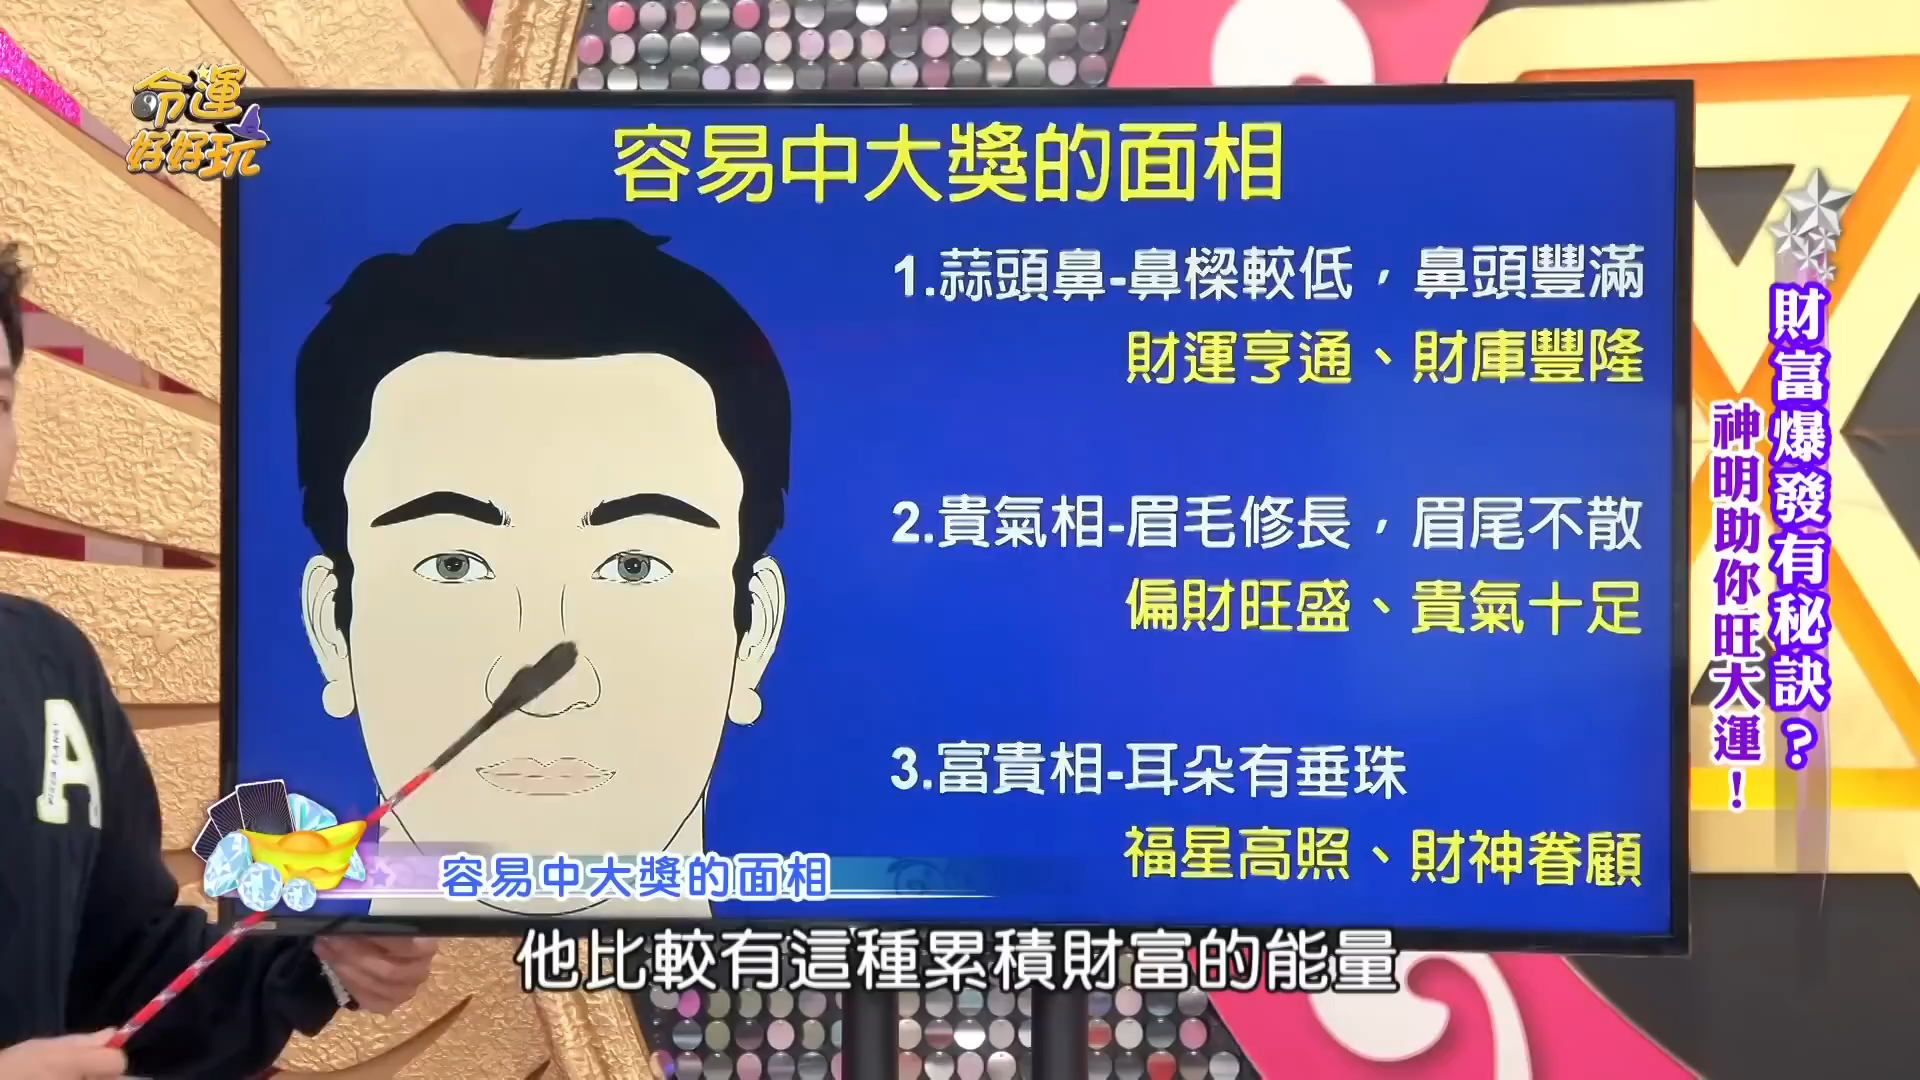 命運
好好玩
容易中大獎的面相
1.蒜頭鼻-鼻樑較低，鼻頭豐滿
財運亨通、財庫豐隆
2.貴氣相-眉毛修長，眉尾不散
偏財旺盛、貴氣十足
3.富貴相-耳朵有垂珠
福星高照、財神眷顧
財富爆發有秘訣？
神明助你旺大運！
A
容易中大獎的面相
他比較有這種累積財富的能量